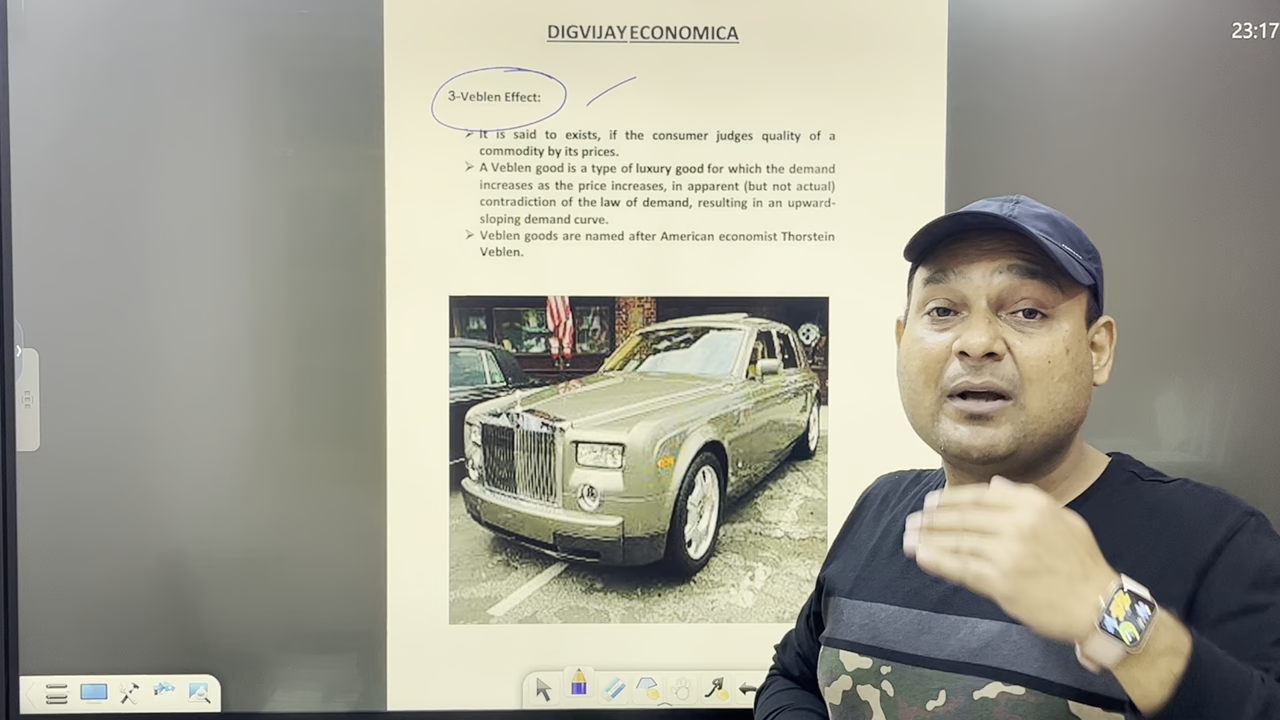 DIGVIJAY ECONOMICA
23:17
3-Veblen Effect:
➢ It is said to exists, if the consumer judges quality of a
commodity by its prices.
➢ A Veblen good is a type of luxury good for which the demand
increases as the price increases, in apparent (but not actual)
contradiction of the law of demand, resulting in an upward-
sloping demand curve.
➢ Veblen goods are named after American economist Thorstein
Veblen.